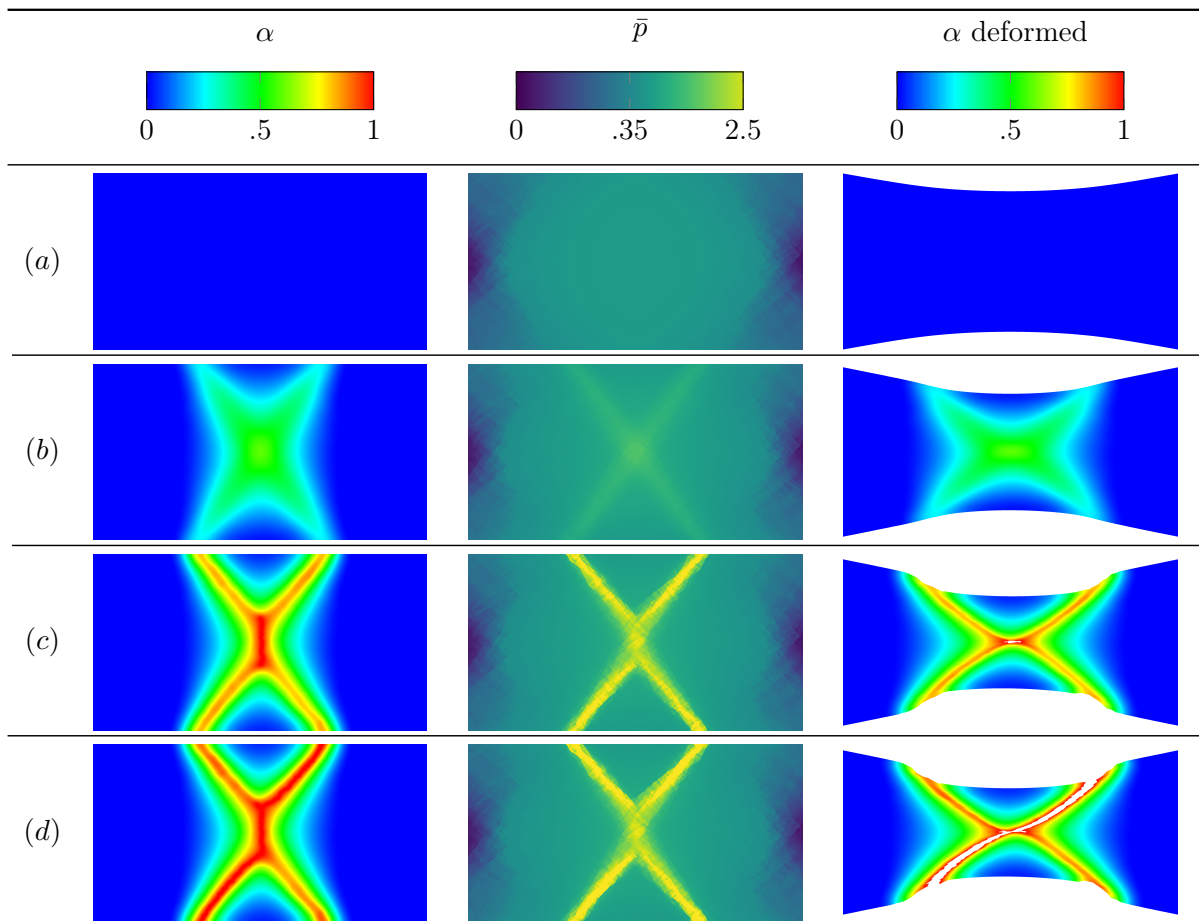 α p̄ α deformed
0 .5 1 0 .35 2.5 0 .5 1
(a)
(b)
(c)
(d)